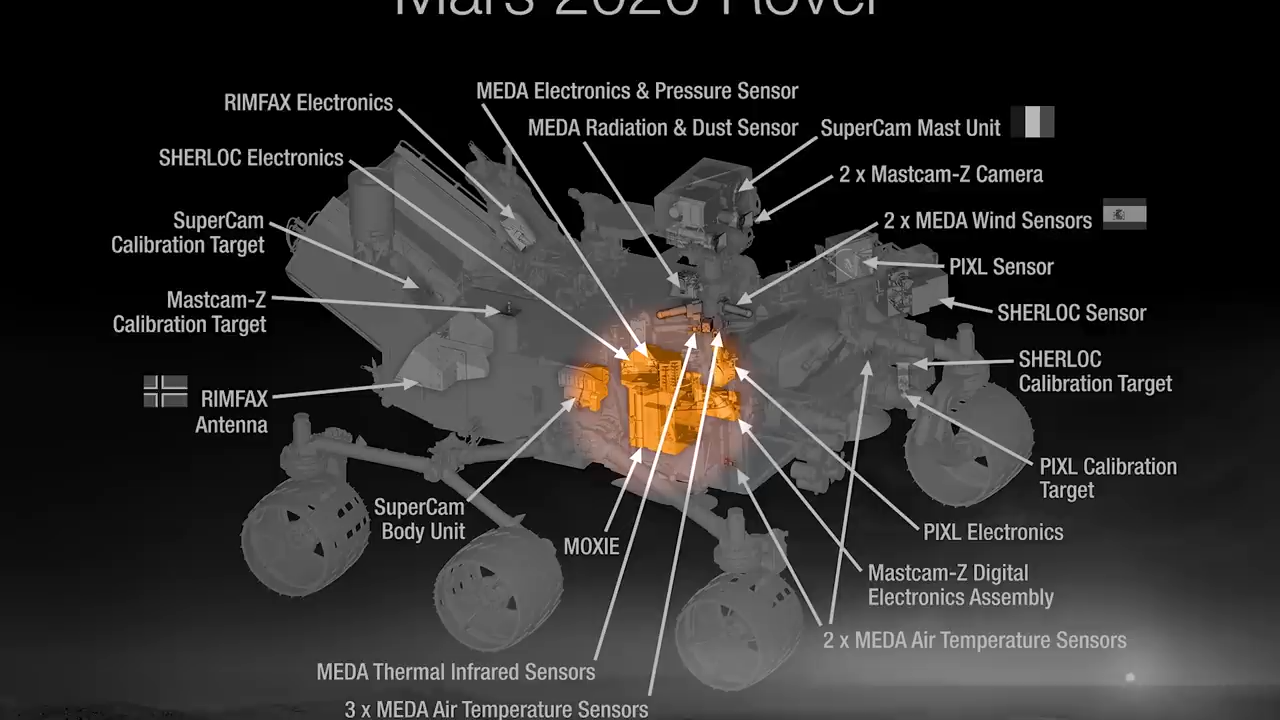 Mars 2020 Rover
MEDA Electronics & Pressure Sensor
RIMFAX Electronics
MEDA Radiation & Dust Sensor
SuperCam Mast Unit
SHERLOC Electronics
2 x Mastcam-Z Camera
SuperCam
Calibration Target
2 x MEDA Wind Sensors
PIXL Sensor
Mastcam-Z
Calibration Target
SHERLOC Sensor
SHERLOC
Calibration Target
RIMFAX
Antenna
PIXL Calibration
Target
SuperCam
Body Unit
MOXIE
PIXL Electronics
Mastcam-Z Digital
Electronics Assembly
2 x MEDA Air Temperature Sensors
MEDA Thermal Infrared Sensors
3 x MEDA Air Temperature Sensors